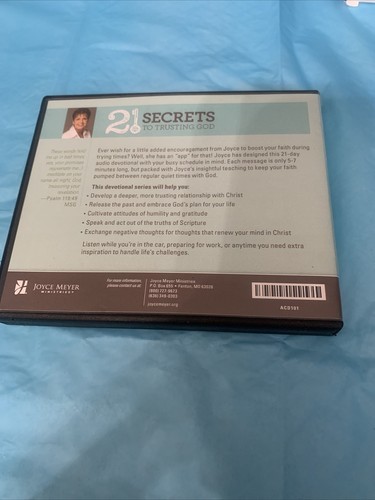 21 SECRETS
TO TRUSTING GOD
Ever wish for a little added encouragement from Joyce to boost your faith during
trying times? Well, she has an "app" for that! Joyce has designed this 21-day
audio devotional with your busy schedule in mind. Each message is only 5-7
minutes long, but packed with Joyce's insightful teaching to keep your faith
pumped between regular quiet times with God.
This devotional series will help you:
• Develop a deeper, more trusting relationship with Christ
• Release the past and embrace God's plan for your life
• Cultivate attitudes of humility and gratitude
• Speak and act out of the truths of Scripture
• Exchange negative thoughts for thoughts that renew your mind in Christ
Listen while you're in the car, preparing for work, or anytime you need extra
inspiration to handle life's challenges.
JOYCE MEYER
MINISTRIES
For more information,
please contact us at:
Joyce Meyer Ministries
P.O. Box 655 • Fenton, MO 63026
joycemeyer.org